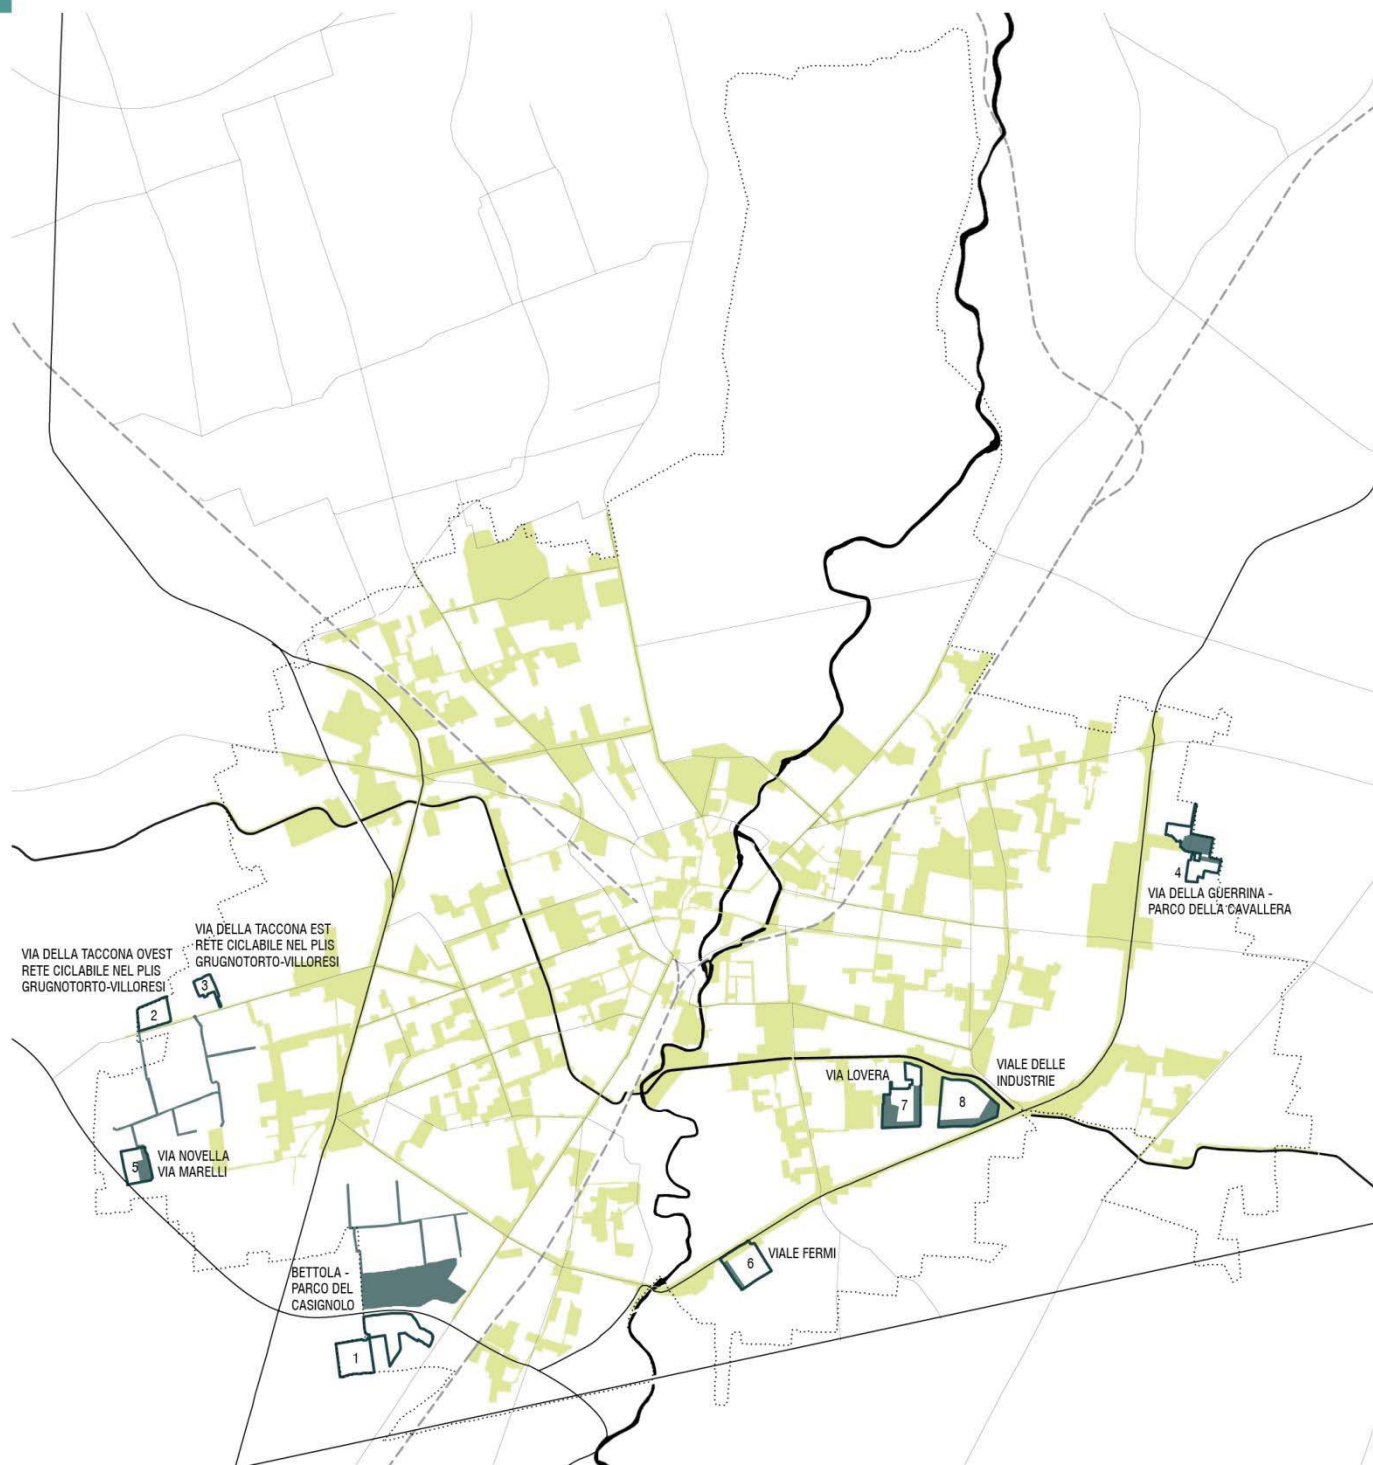 4
VIA DELLA GUERRINA -
PARCO DELLA CAVALLERA
VIA DELLA TACCONA EST
RETE CICLABILE NEL PLIS
GRUGNOTORTO-VILLORESI
3
VIA DELLA TACCONA OVEST
RETE CICLABILE NEL PLIS
GRUGNOTORTO-VILLORESI
2
VIA LOVERA
7
VIALE DELLE
INDUSTRIE
8
5
VIA NOVELLA
VIA MARELLI
6
VIALE FERMI
BETTOLA -
PARCO DEL
CASIGNOLO
1